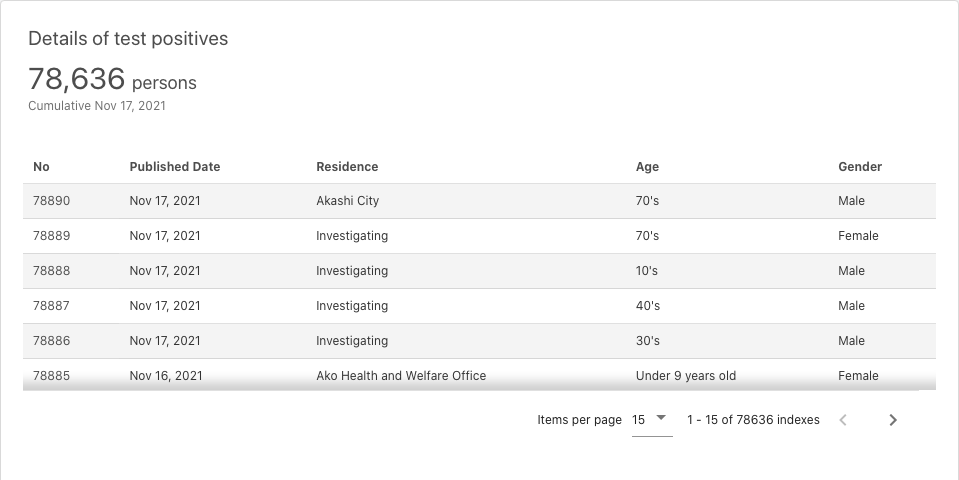 Details of test positives
78,636 persons
Cumulative Nov 17, 2021
No Published Date Residence Age Gender
78890 Nov 17, 2021 Akashi City 70's Male
78889 Nov 17, 2021 Investigating 70's Female
78888 Nov 17, 2021 Investigating 10's Male
78887 Nov 17, 2021 Investigating 40's Male
78886 Nov 17, 2021 Investigating 30's Male
78885 Nov 16, 2021 Ako Health and Welfare Office Under 9 years old Female
Items per page 15 1 - 15 of 78636 indexes